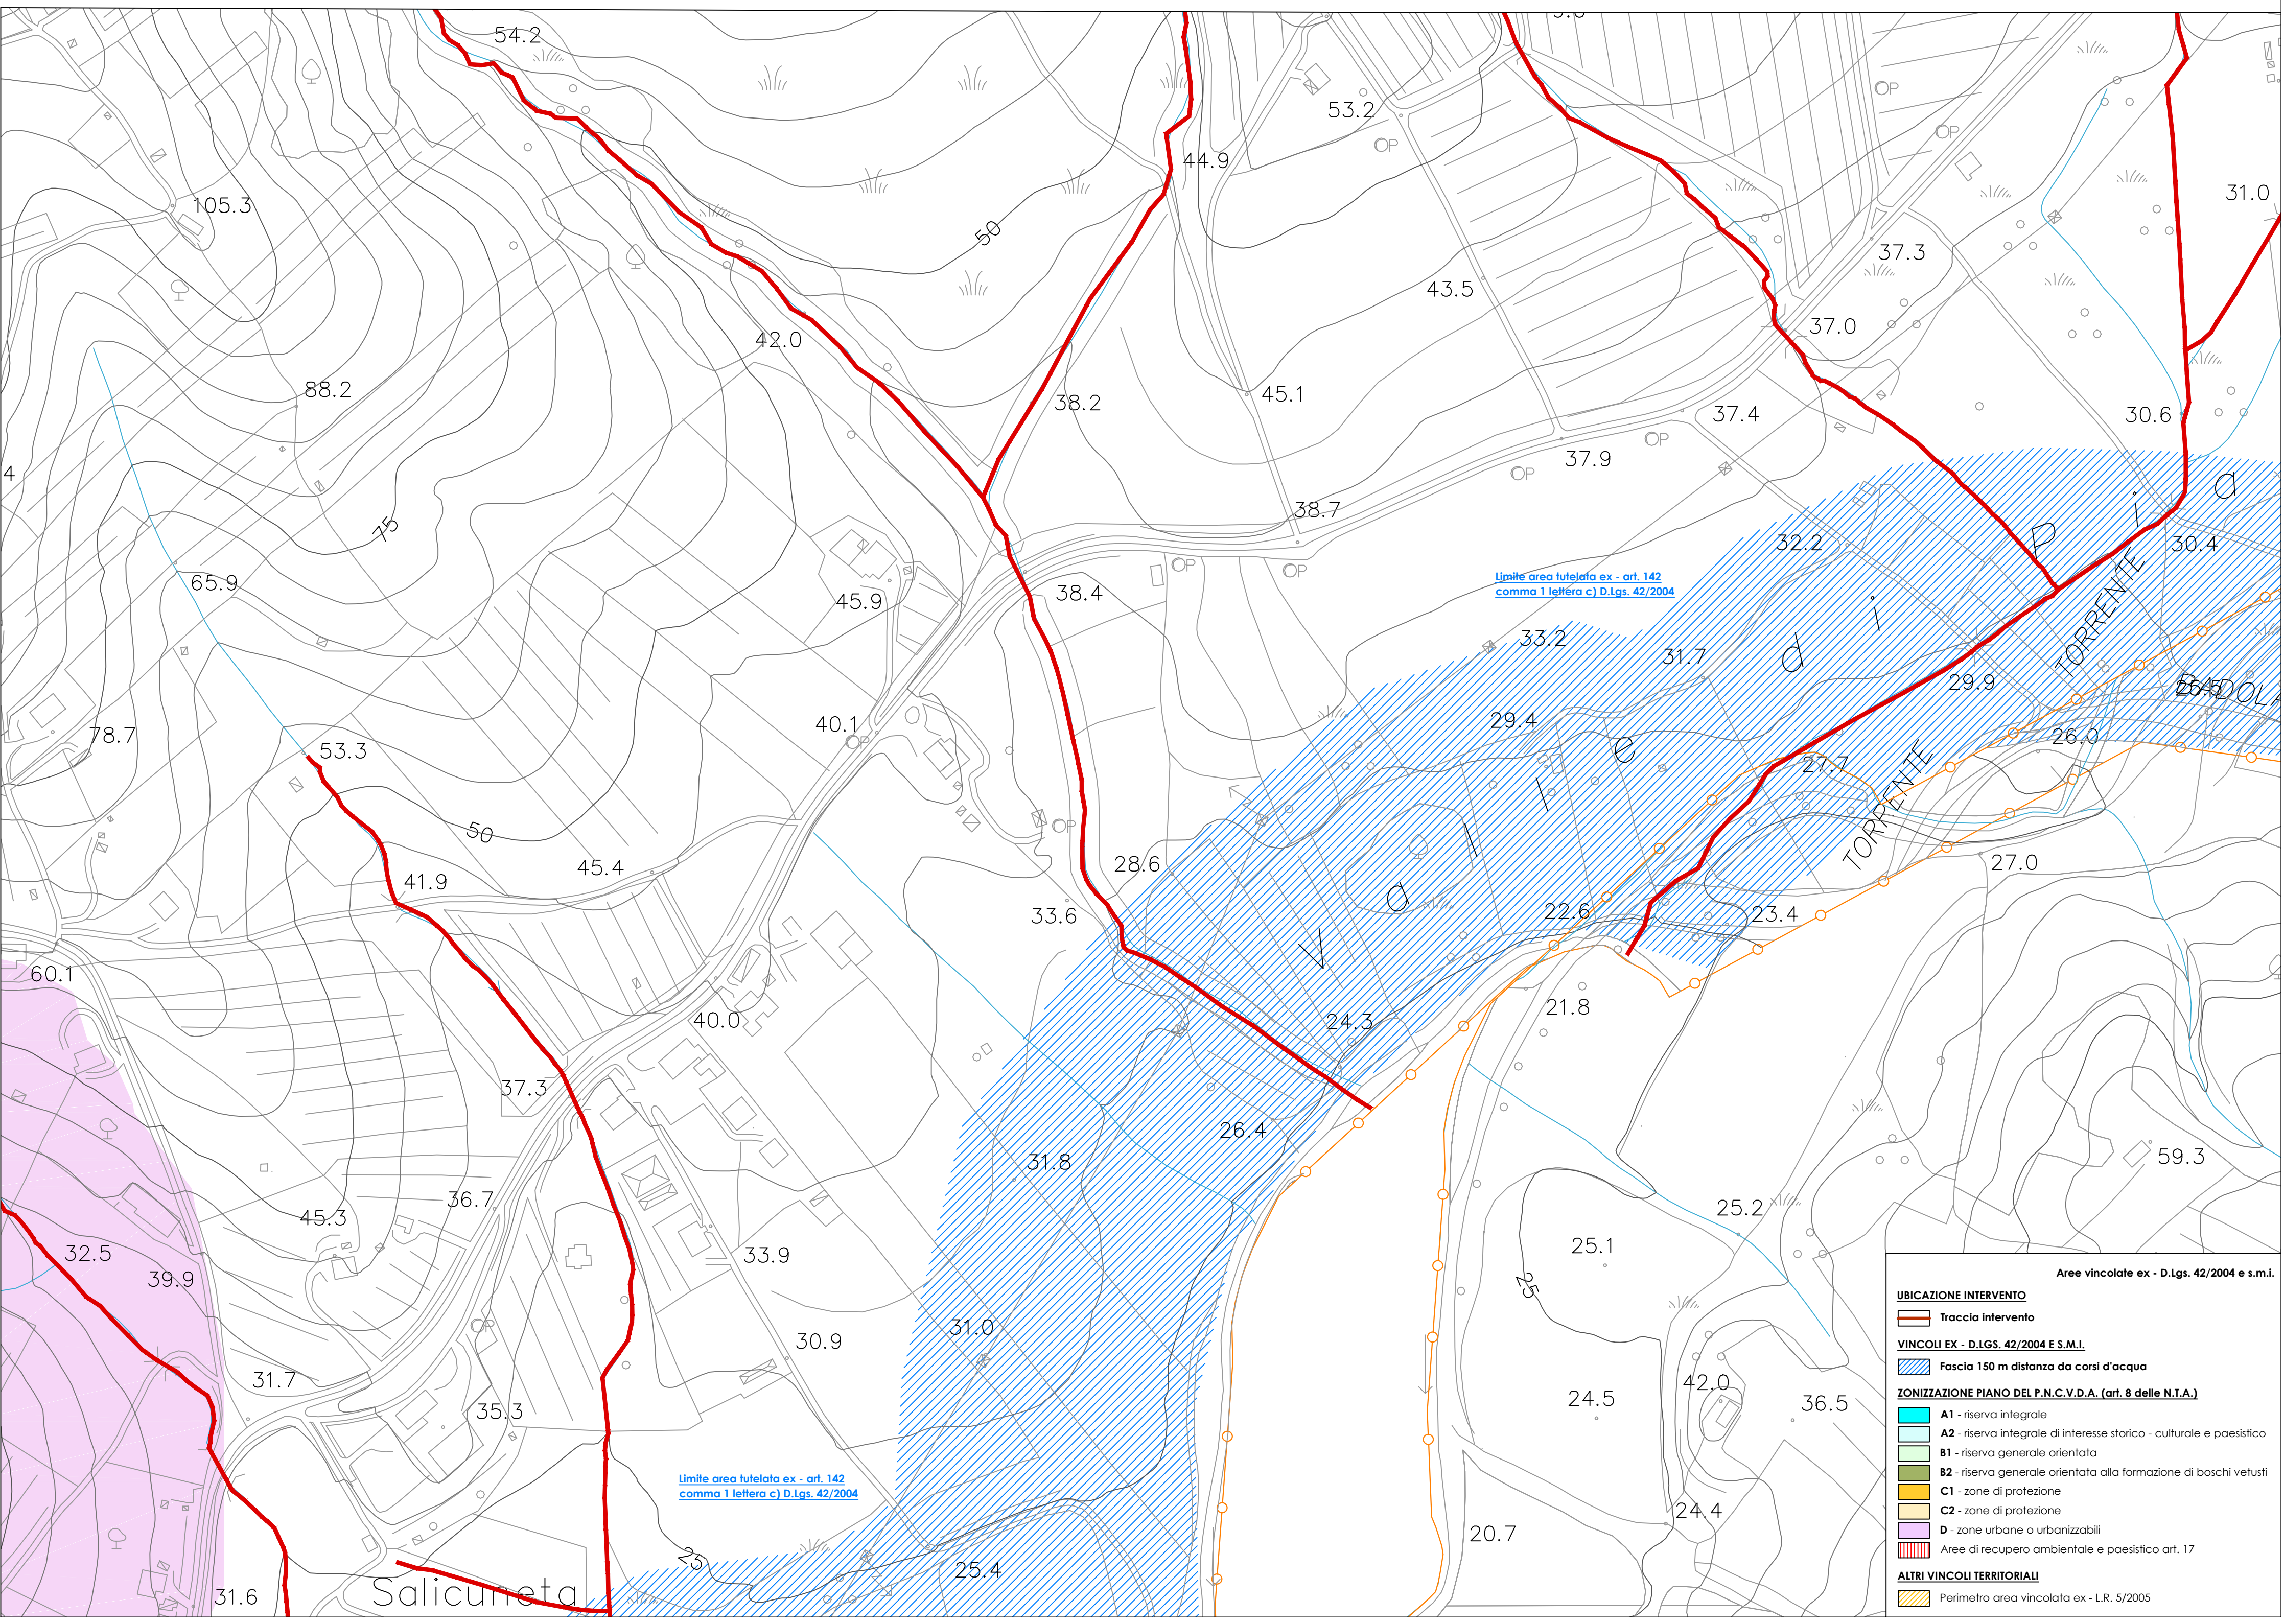 54.2
53.2
44.9
105.3
31.0
50
37.3
43.5
37.0
42.0
88.2
38.2
45.1
37.4
30.6
4
37.9
75
38.7
a
i
P
32.2
30.4
TORRENTE
65.9
45.9
38.4
Limite area tutelata ex - art. 142
comma 1 lettera c) D.Lgs. 42/2004
33.2
31.7
i
d
29.9
78.7
53.3
40.1
29.4
e
l
l
a
V
26.0
27.7
TORRENTE
50
45.4
41.9
28.6
33.6
22.6
23.4
27.0
60.1
40.0
24.3
21.8
37.3
26.4
31.8
59.3
45.3
36.7
32.5
39.9
33.9
25.1
25.2
25
31.0
30.9
31.7
35.3
24.5
42.0
36.5
Limite area tutelata ex - art. 142
comma 1 lettera c) D.Lgs. 42/2004
24.4
20.7
25.4
31.6
Salicuneta
Aree vincolate ex - D.Lgs. 42/2004 e s.m.i.
UBICAZIONE INTERVENTO
Traccia intervento
VINCOLI EX - D.LGS. 42/2004 E S.M.I.
Fascia 150 m distanza da corsi d'acqua
ZONIZZAZIONE PIANO DEL P.N.C.V.D.A. (art. 8 delle N.T.A.)
A1 - riserva integrale
A2 - riserva integrale di interesse storico - culturale e paesistico
B1 - riserva generale orientata
B2 - riserva generale orientata alla formazione di boschi vetusti
C1 - zone di protezione
C2 - zone di protezione
D - zone urbane o urbanizzabili
Aree di recupero ambientale e paesistico art. 17
ALTRI VINCOLI TERRITORIALI
Perimetro area vincolata ex - L.R. 5/2005